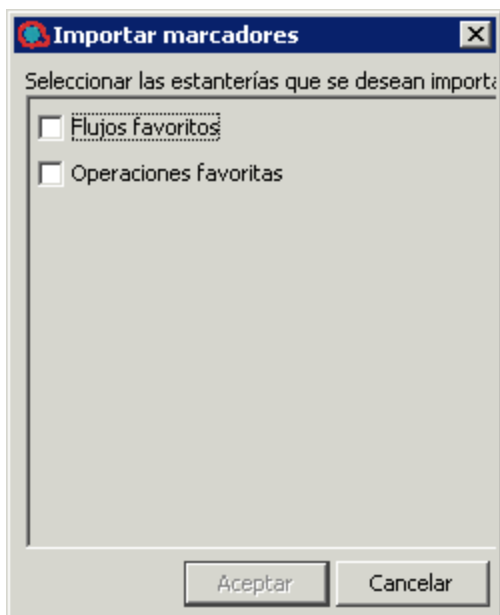 Importar marcadores
Seleccionar las estanterías que se desean importa
Flujos favoritos
Operaciones favoritas
Aceptar
Cancelar